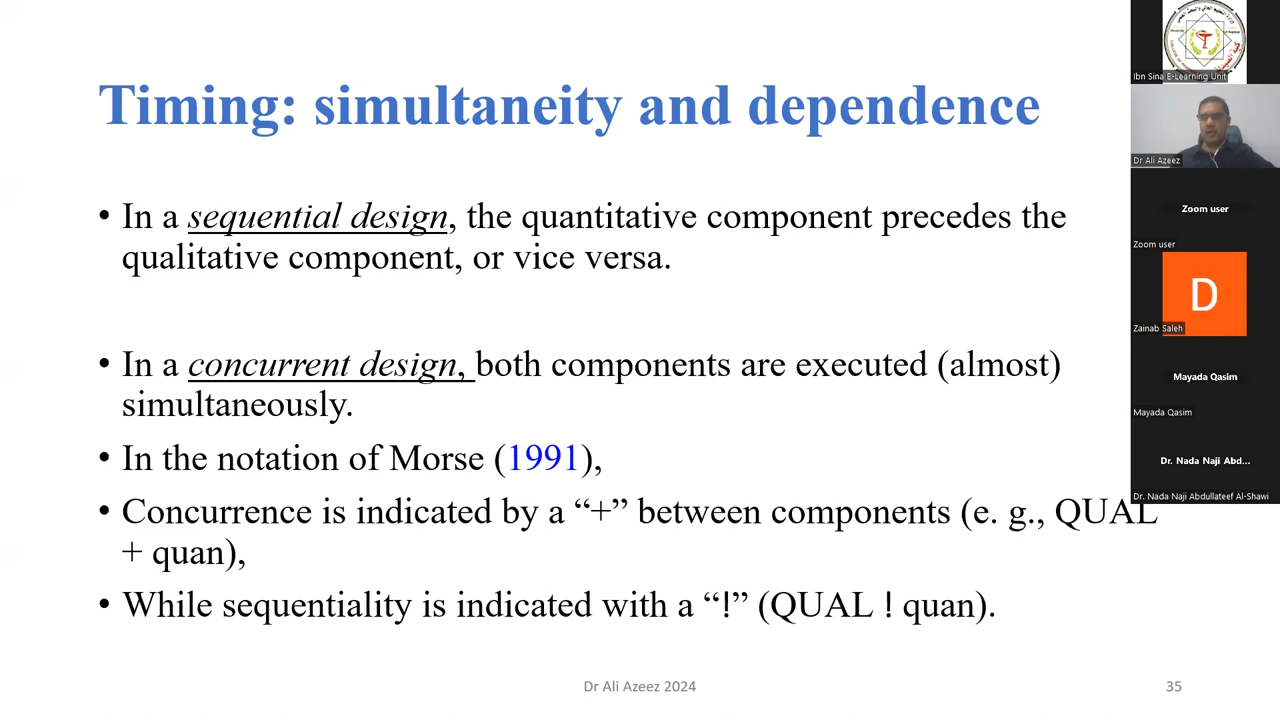 Timing: simultaneity and dependence
• In a sequential design, the quantitative component precedes the
qualitative component, or vice versa.
• In a concurrent design, both components are executed (almost)
simultaneously.
• In the notation of Morse (1991),
• Concurrence is indicated by a “+” between components (e. g., QUAL
+ quan),
• While sequentiality is indicated with a “!” (QUAL ! quan).
Dr Ali Azeez 2024
35
Ibn Sina E-Learning Unit
Dr Ali Azeez
Zoom user
Zoom user
D
Zainab Saleh
Mayada Qasim
Mayada Qasim
Dr. Nada Naji Abd...
Dr. Nada Naji Abdullateef Al-Shawi